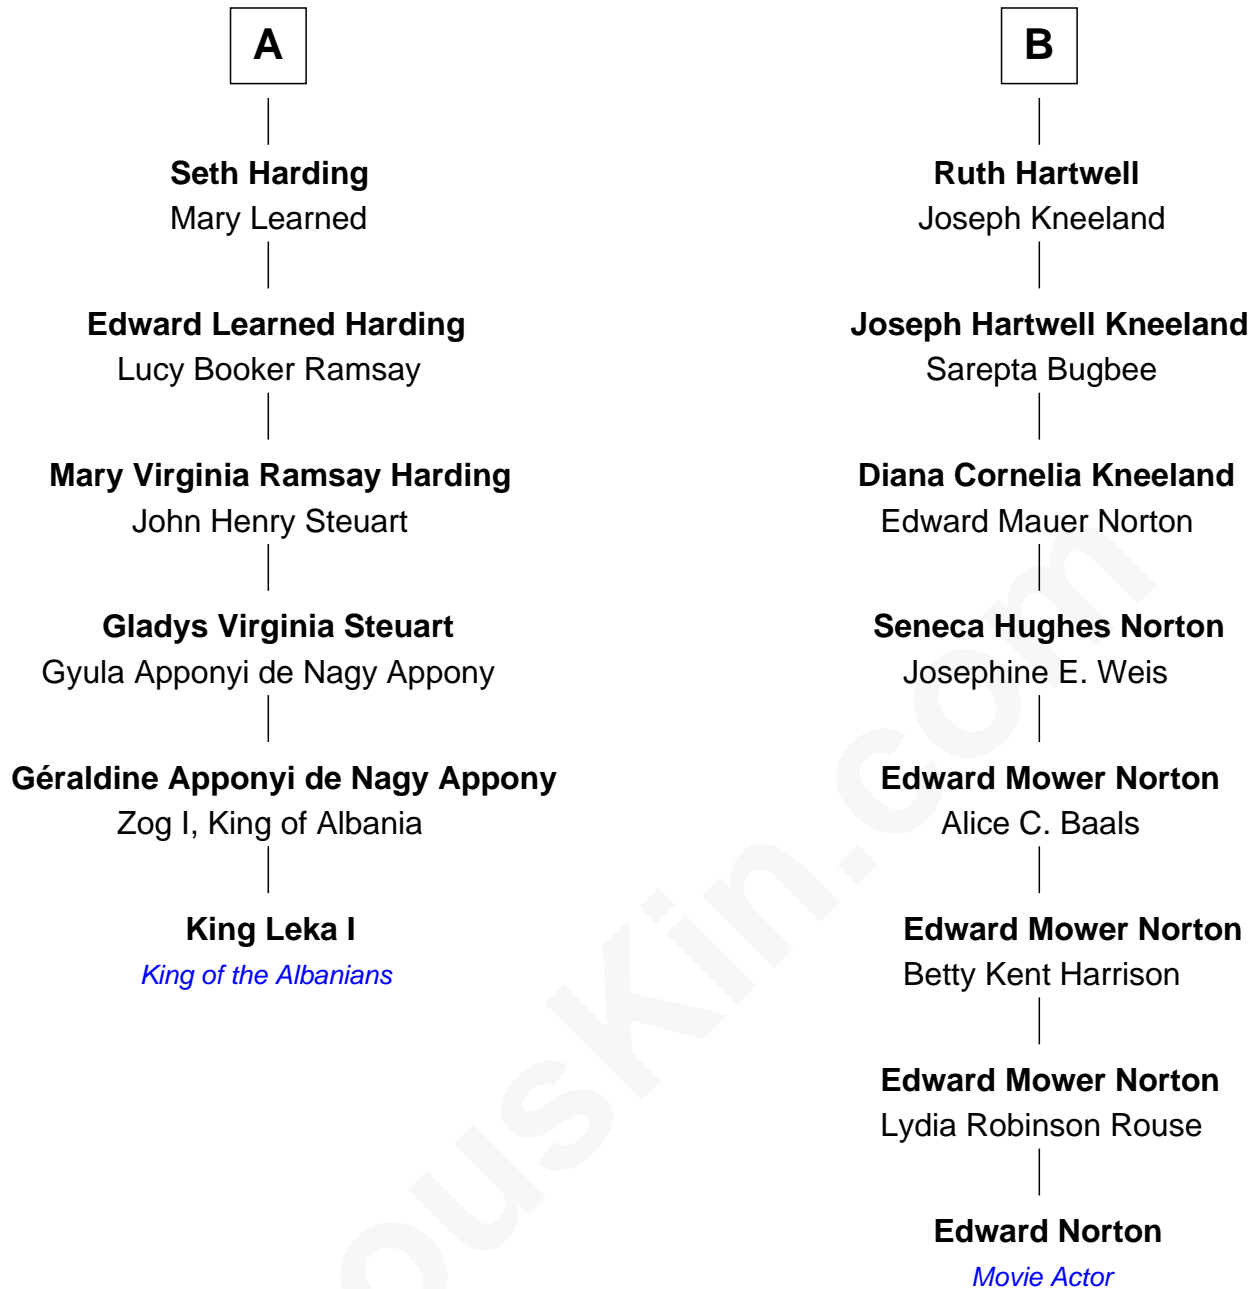 A
Seth Harding
Mary Learned
Edward Learned Harding
Lucy Booker Ramsay
Mary Virginia Ramsay Harding
John Henry Steuart
Gladys Virginia Steuart
Gyula Apponyi de Nagy Appony
Géraldine Apponyi de Nagy Appony
Zog I, King of Albania
King Leka I
King of the Albanians
B
Ruth Hartwell
Joseph Kneeland
Joseph Hartwell Kneeland
Sarepta Bugbee
Diana Cornelia Kneeland
Edward Mauer Norton
Seneca Hughes Norton
Josephine E. Weis
Edward Mower Norton
Alice C. Baals
Edward Mower Norton
Betty Kent Harrison
Edward Mower Norton
Lydia Robinson Rouse
Edward Norton
Movie Actor
ousKin.com